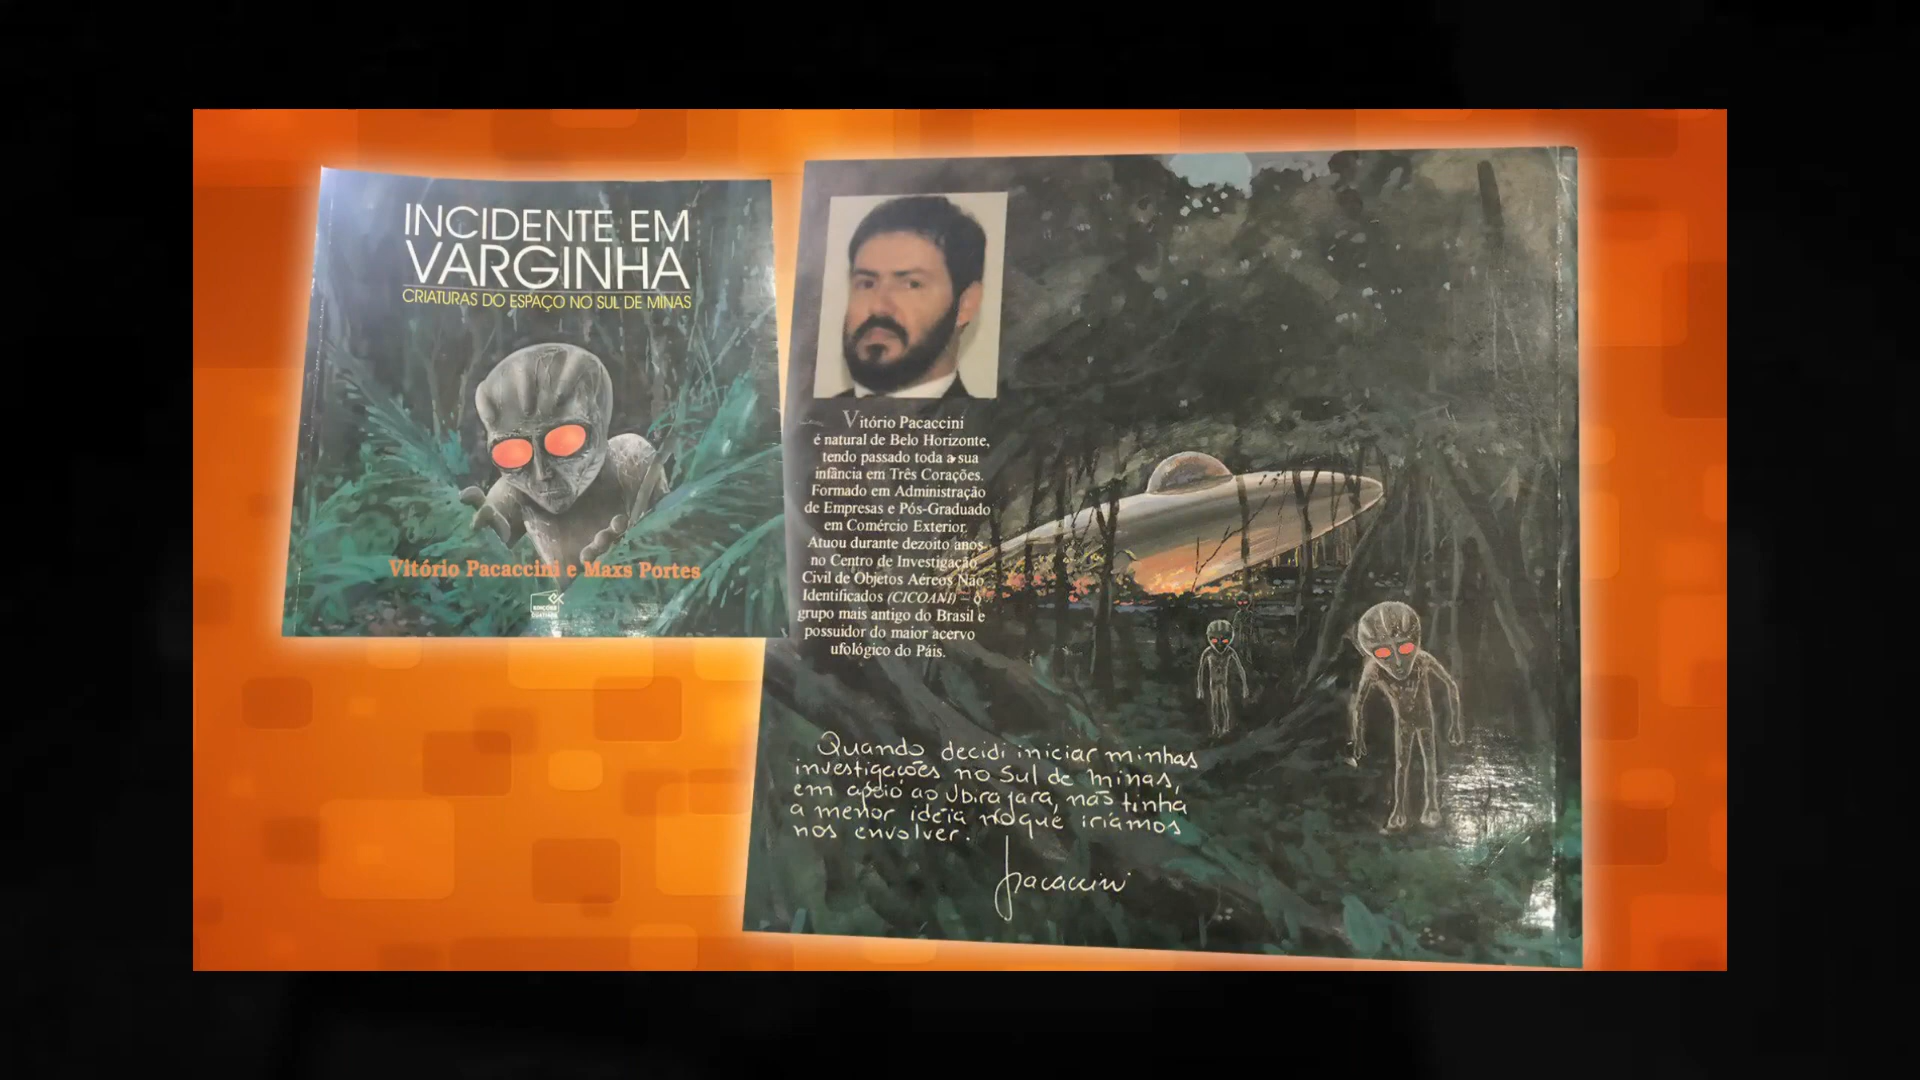 INCIDENTE EM
VARGINHA
CRIATURAS DO ESPAÇO NO SUL DE MINAS
Vitório Pacaccini e Maxs Portes
Vitório Pacaccini
é natural de Belo Horizonte,
tendo passado toda a sua
infância em Três Corações.
Formado em Administração
de Empresas e Pós-Graduado
em Comércio Exterior.
Atuou durante dezoito anos
no Centro de Investigação
Civil de Objetos Aéreos Não
Identificados (CICOANI) – o
grupo mais antigo do Brasil e
possuidor do maior acervo
ufológico do Páis.
Quando decidi iniciar minhas
investigações no Sul de Minas,
em apoio ao Ubirajara, não tinha
a menor idéia no que iríamos
nos envolver.
Pacaccini